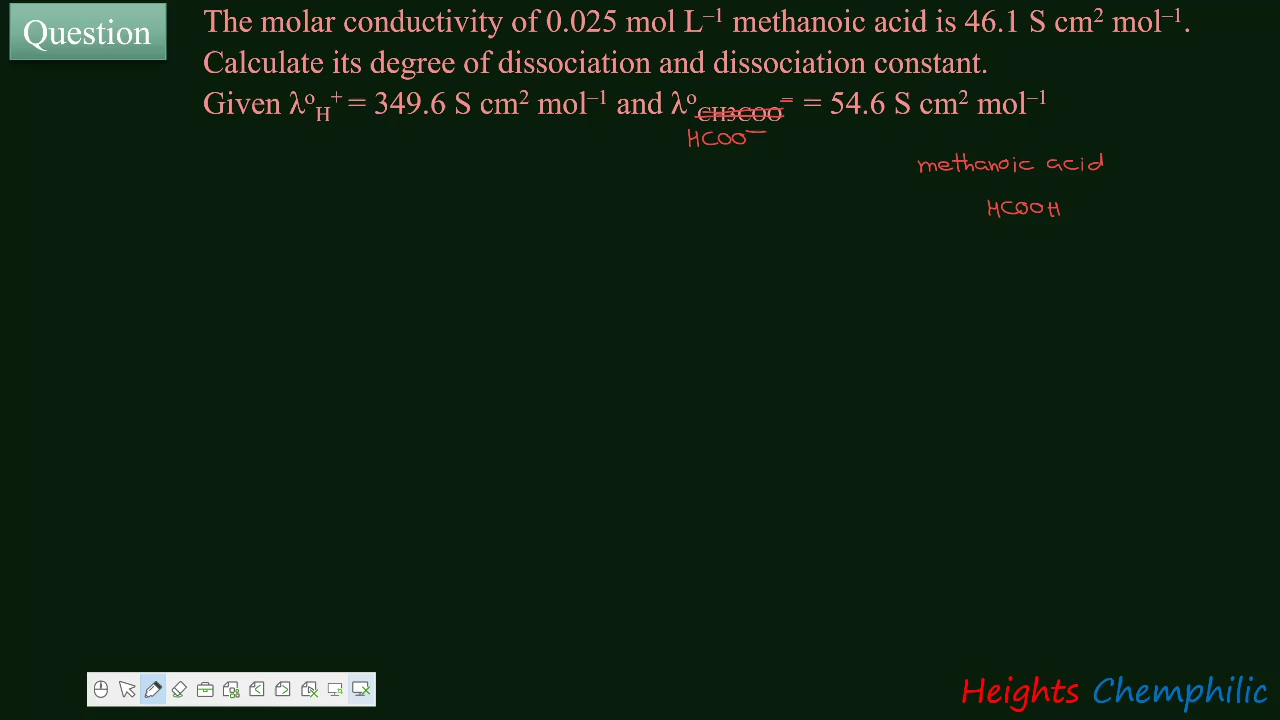 Question
The molar conductivity of 0.025 mol L⁻¹ methanoic acid is 46.1 S cm² mol⁻¹.
Calculate its degree of dissociation and dissociation constant.
Given λ°H⁺ = 349.6 S cm² mol⁻¹ and λ°CH3COO⁻ = 54.6 S cm² mol⁻¹
HCOO⁻
methanoic acid
HCOOH
Heights Chemphilic